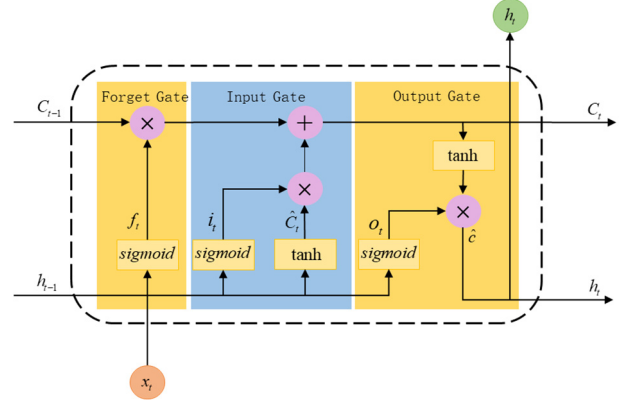 h_t
Forget Gate
Input Gate
Output Gate
C_{t-1}
×
+
C_t
tanh
×
×
f_t
i_t
Ĉ_t
o_t
ĉ
sigmoid
sigmoid
tanh
sigmoid
h_{t-1}
h_t
x_t